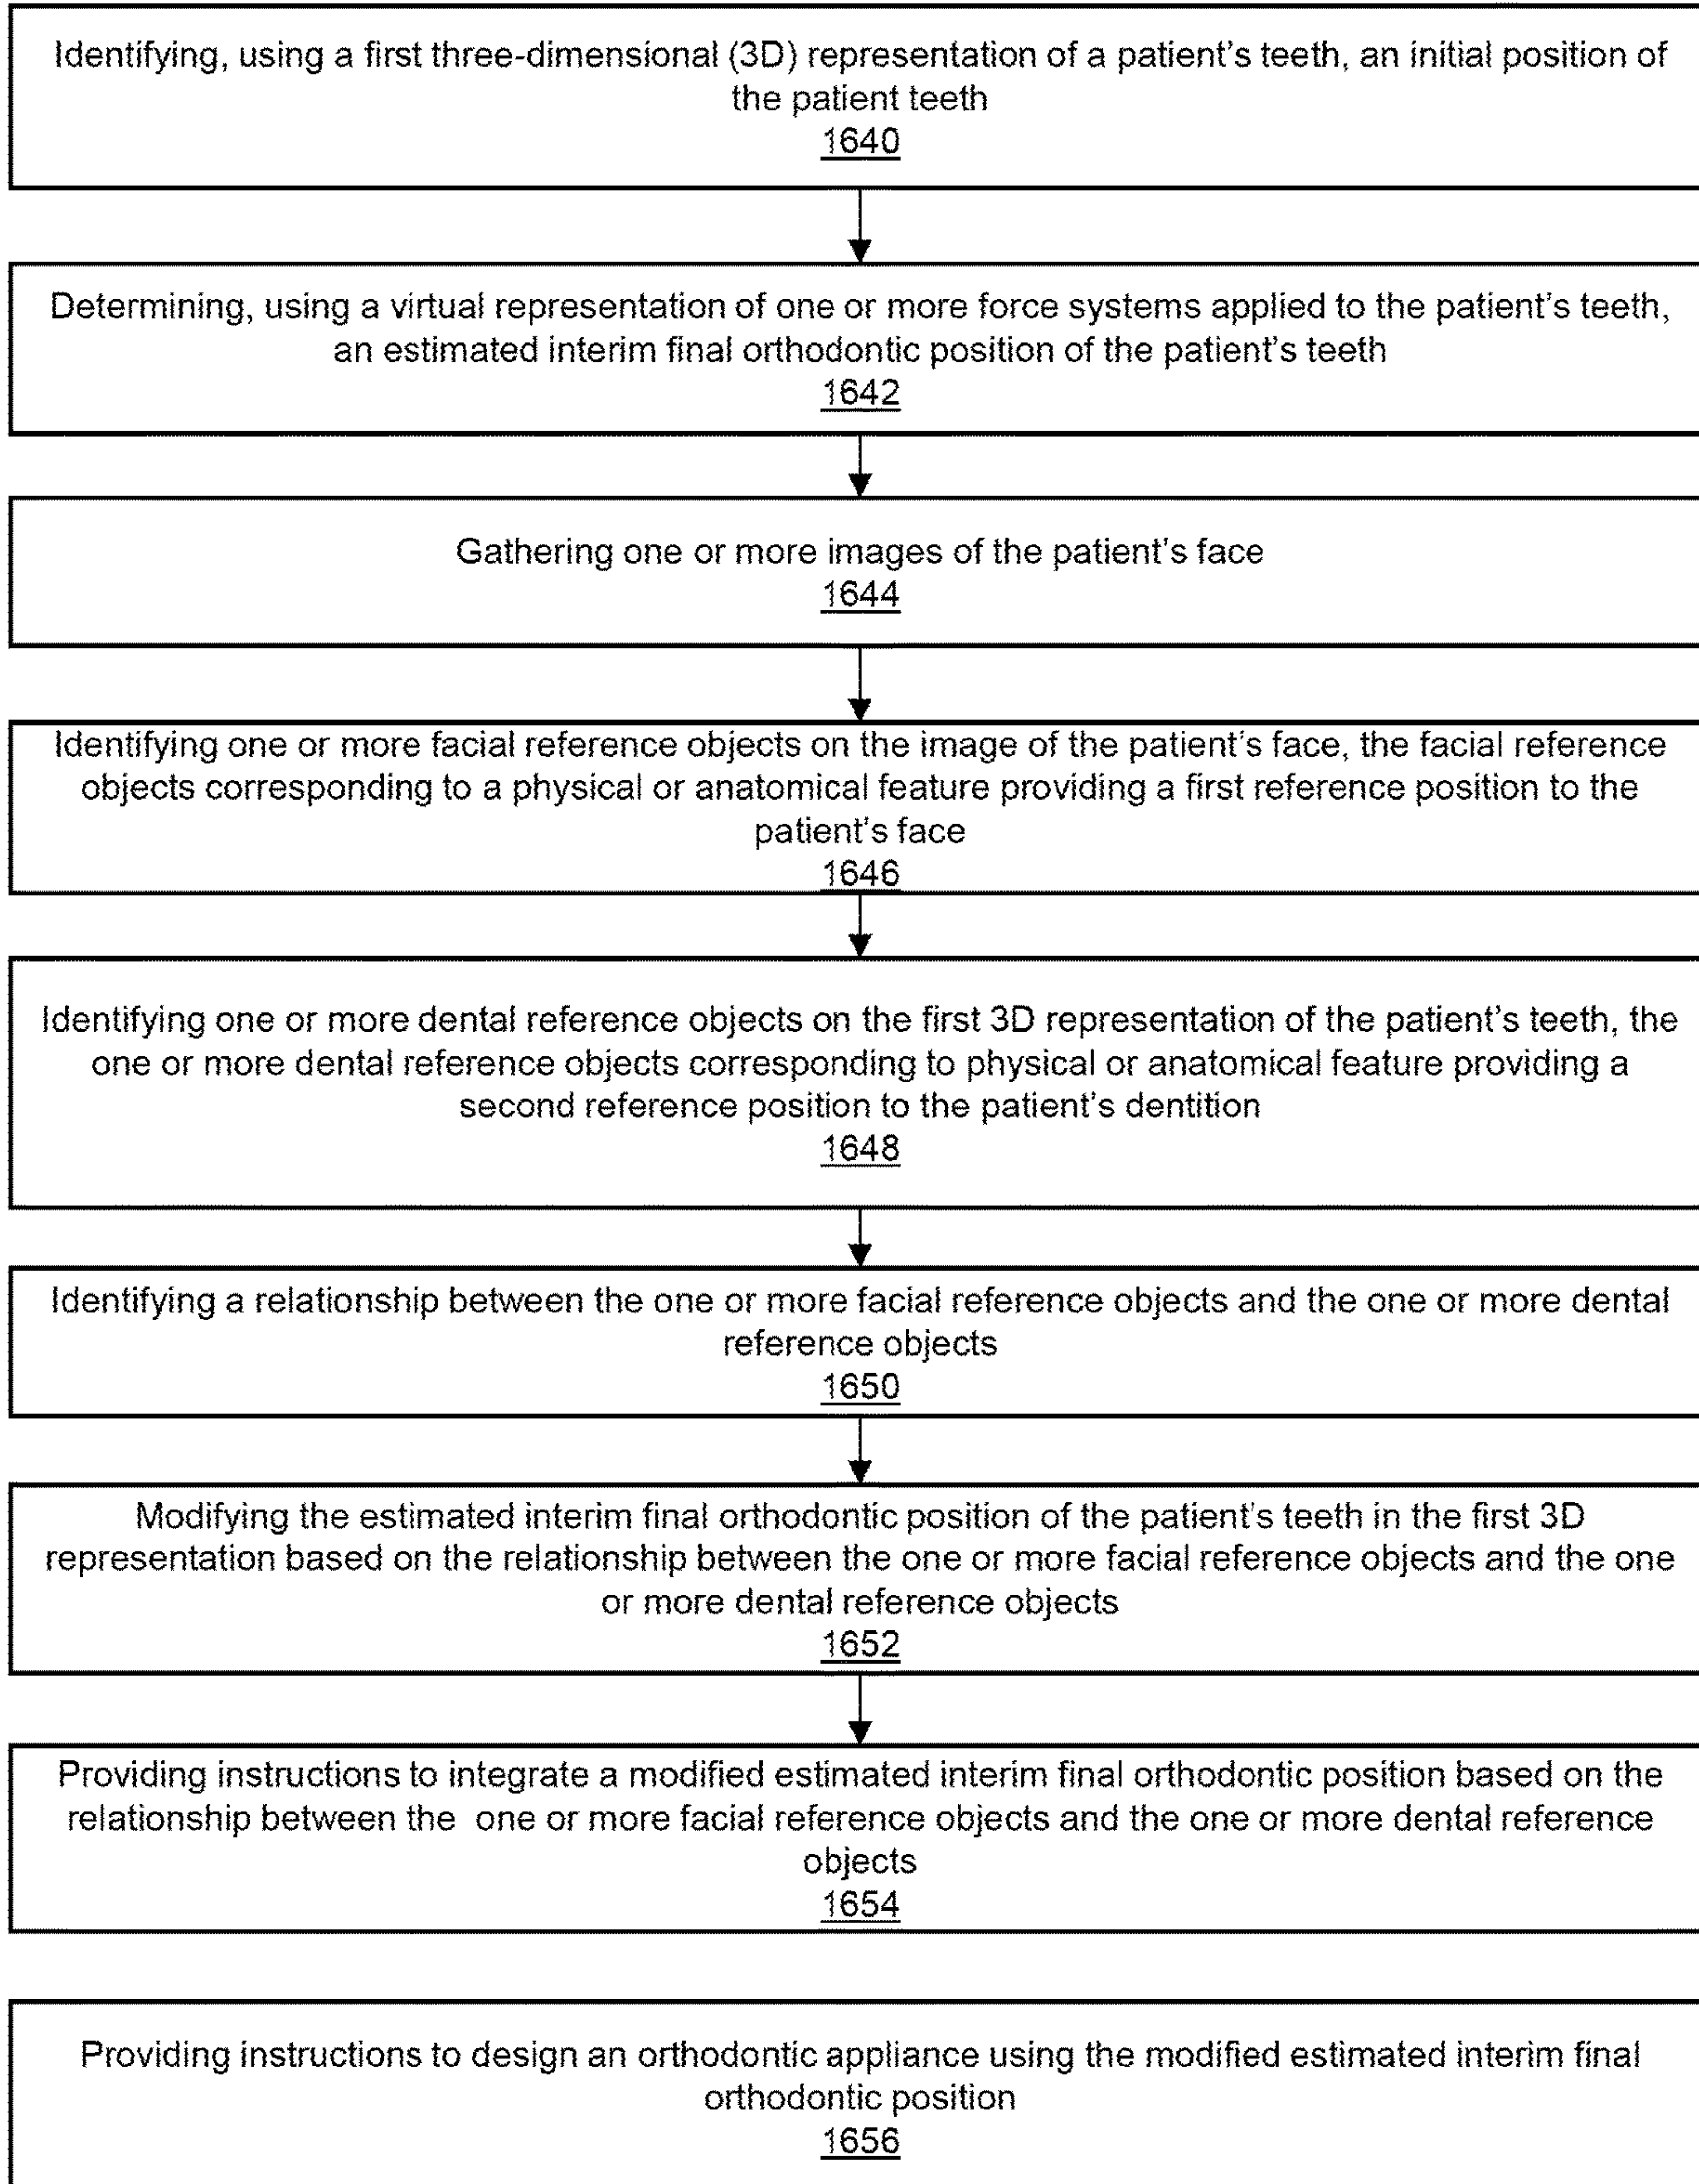 Identifying, using a first three-dimensional (3D) representation of a patient's teeth, an initial position of
the patient teeth
1640
Determining, using a virtual representation of one or more force systems applied to the patient's teeth,
an estimated interim final orthodontic position of the patient's teeth
1642
Gathering one or more images of the patient's face
1644
Identifying one or more facial reference objects on the image of the patient's face, the facial reference
objects corresponding to a physical or anatomical feature providing a first reference position to the
patient's face
1646
Identifying one or more dental reference objects on the first 3D representation of the patient's teeth, the
one or more dental reference objects corresponding to physical or anatomical feature providing a
second reference position to the patient's dentition
1648
Identifying a relationship between the one or more facial reference objects and the one or more dental
reference objects
1650
Modifying the estimated interim final orthodontic position of the patient's teeth in the first 3D
representation based on the relationship between the one or more facial reference objects and the one
or more dental reference objects
1652
Providing instructions to integrate a modified estimated interim final orthodontic position based on the
relationship between the one or more facial reference objects and the one or more dental reference
objects
1654
Providing instructions to design an orthodontic appliance using the modified estimated interim final
orthodontic position
1656